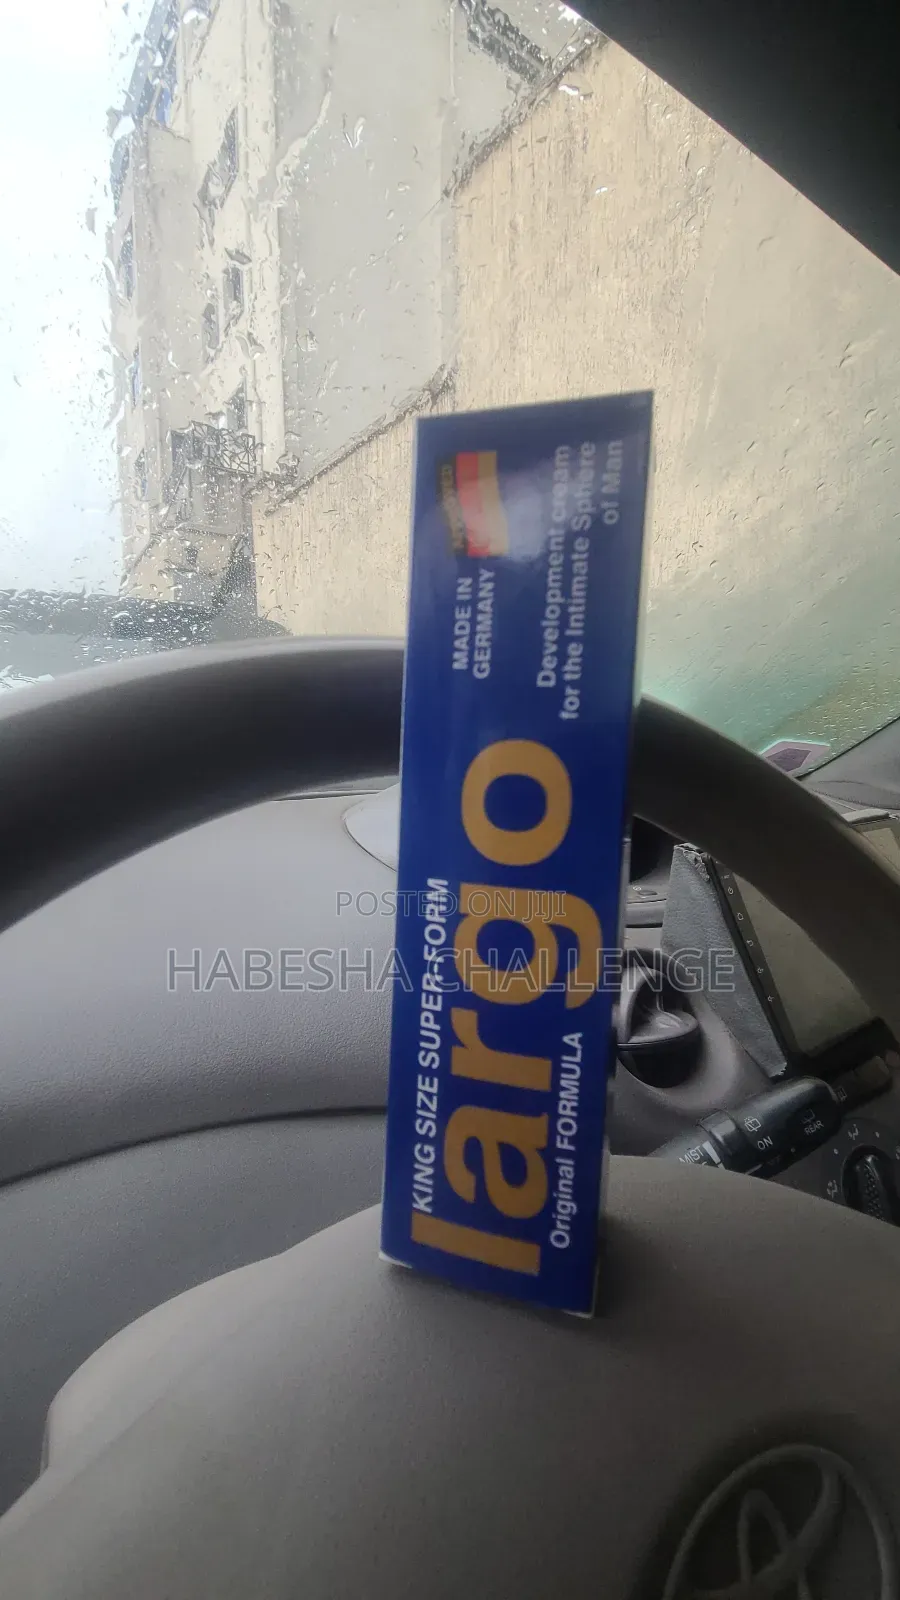 KING SIZE SUPER-FORM
largo
Original FORMULA
MADE IN
GERMANY
Development cream
for the Intimate Sphere
of Man
POSTED ON JIJI
HABESHA CHALLENGE
MIST
ON
REAR